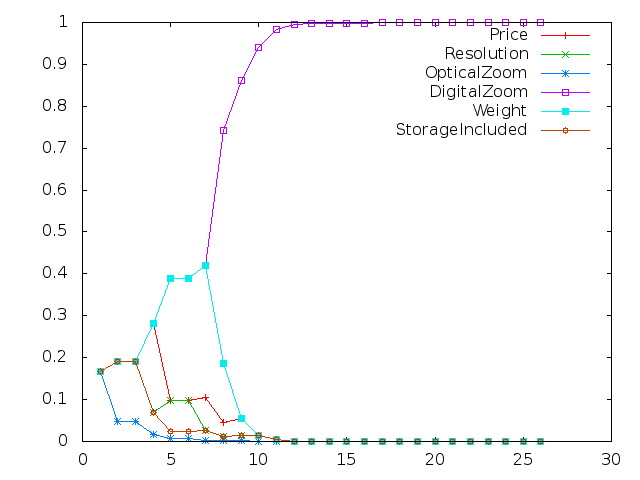 1
0.9
0.8
0.7
0.6
0.5
0.4
0.3
0.2
0.1
0
0 5 10 15 20 25 30
Price
Resolution
OpticalZoom
DigitalZoom
Weight
StorageIncluded